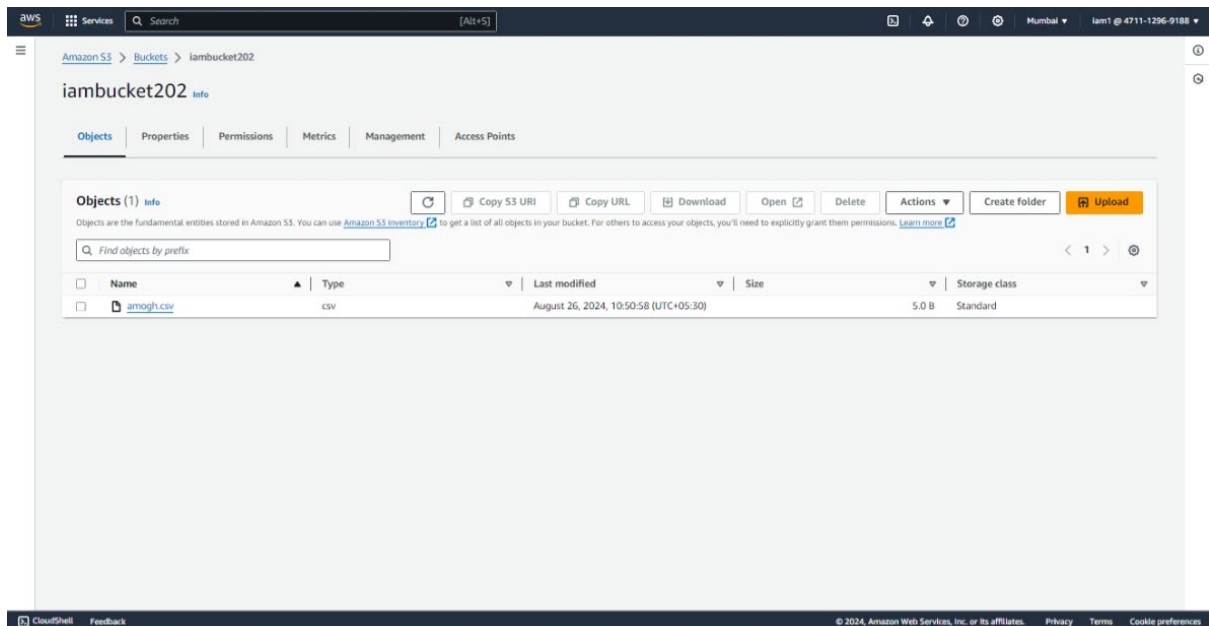 aws Services Search [Alt+S] Mumbai iam1 @ 4711-1296-9188
Amazon S3 > Buckets > iambucket202
iambucket202 Info
Objects Properties Permissions Metrics Management Access Points
Objects (1) Info Copy S3 URI Copy URL Download Open Delete Actions Create folder Upload
Objects are the fundamental entities stored in Amazon S3. You can use Amazon S3 inventory to get a list of all objects in your bucket. For others to access your objects, you'll need to explicitly grant them permissions. Learn more
Find objects by prefix < 1 >
Name Type Last modified Size Storage class
amogh.csv csv August 26, 2024, 10:50:58 (UTC+05:30) 5.0 B Standard
CloudShell Feedback © 2024, Amazon Web Services, Inc. or its affiliates. Privacy Terms Cookie preferences